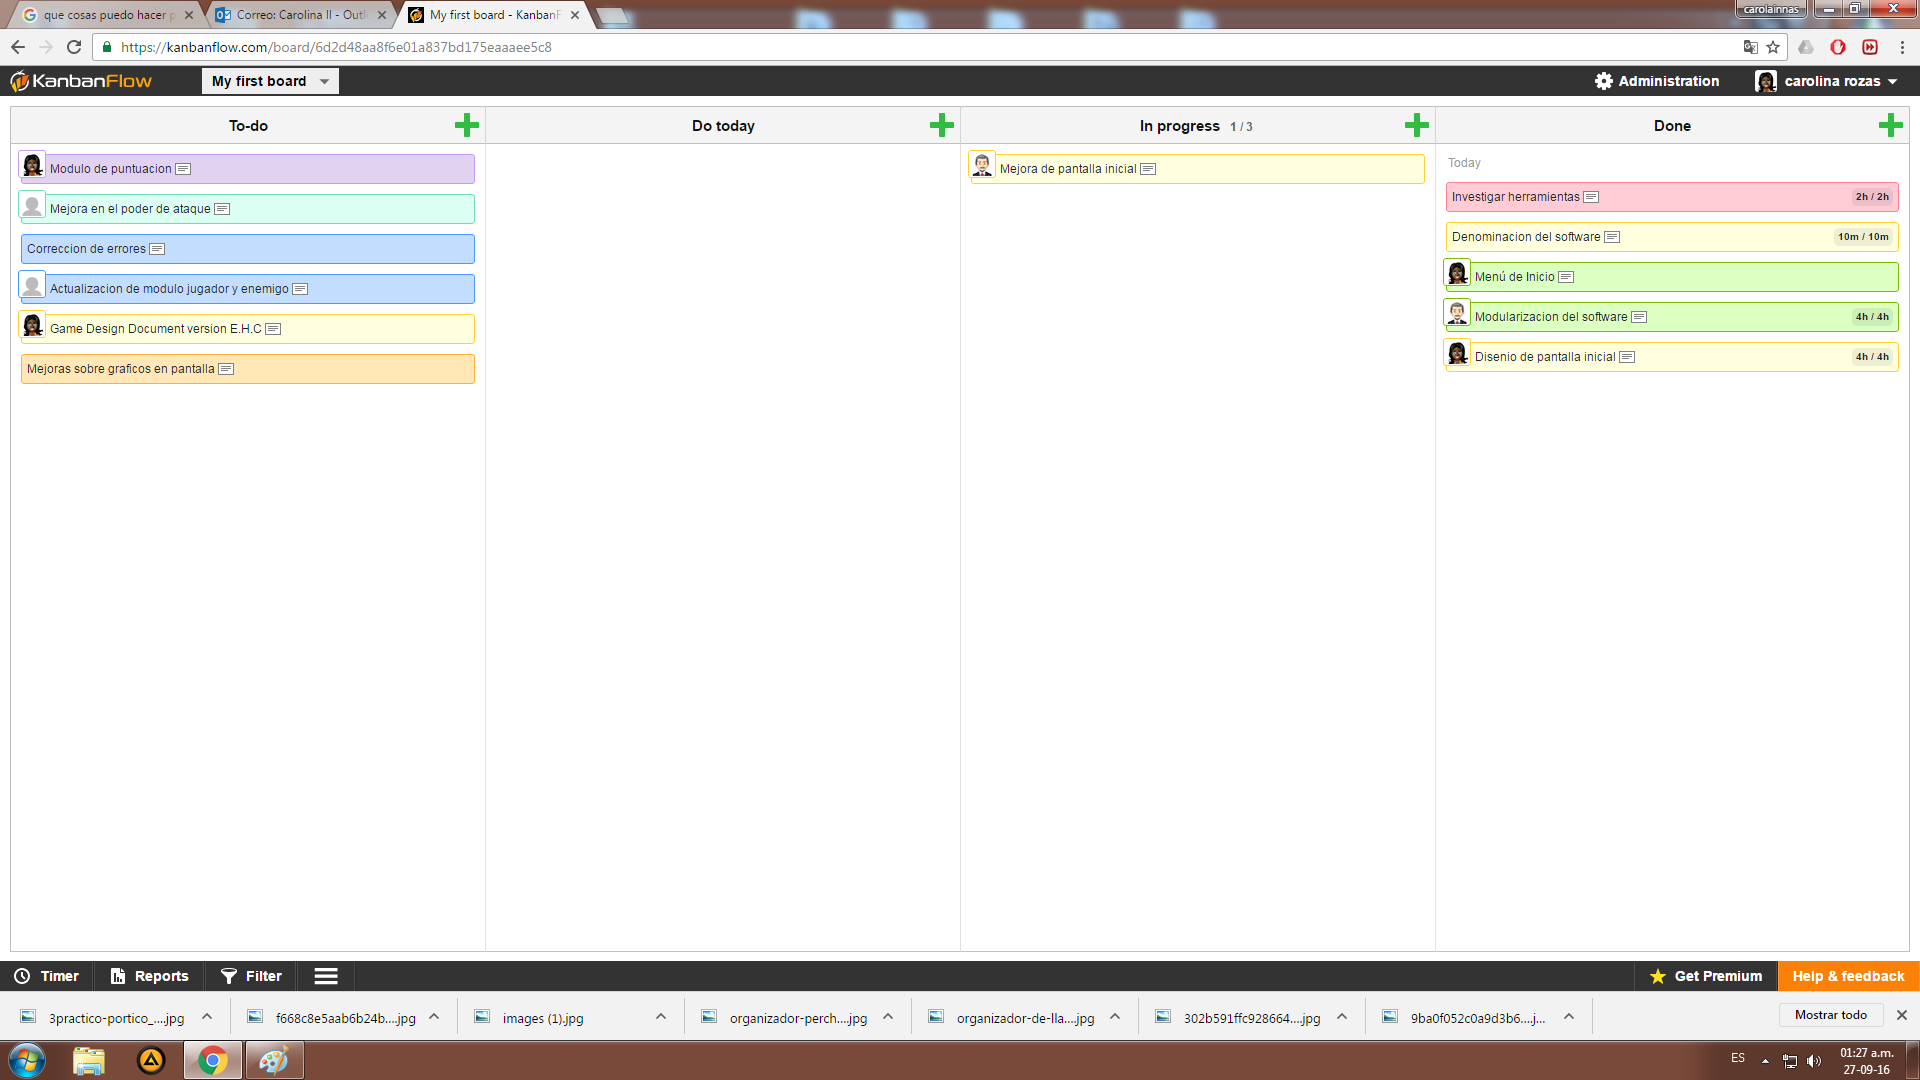 que cosas puedo hacer p
Correo: Carolina Il - Outl
My first board - KanbanF
carolainnas
https://kanbanflow.com/board/6d2d48aa8f6e01a837bd175eaaaee5c8
KanbanFlow
My first board
Administration
carolina rozas
To-do
Do today
In progress 1 / 3
Done
Modulo de puntuacion
Mejora en el poder de ataque
Correccion de errores
Actualizacion de modulo jugador y enemigo
Game Design Document version E.H.C
Mejoras sobre graficos en pantalla
Mejora de pantalla inicial
Today
Investigar herramientas 2h / 2h
Denominacion del software 10m / 10m
Menú de Inicio
Modularizacion del software 4h / 4h
Disenio de pantalla inicial 4h / 4h
Timer
Reports
Filter
Get Premium
Help & feedback
3practico-portico_....jpg
f668c8e5aab6b24b....jpg
images (1).jpg
organizador-perch....jpg
organizador-de-lla....jpg
302b591ffc928664....jpg
9ba0f052c0a9d3b6....j...
Mostrar todo
ES
01:27 a.m.
27-09-16